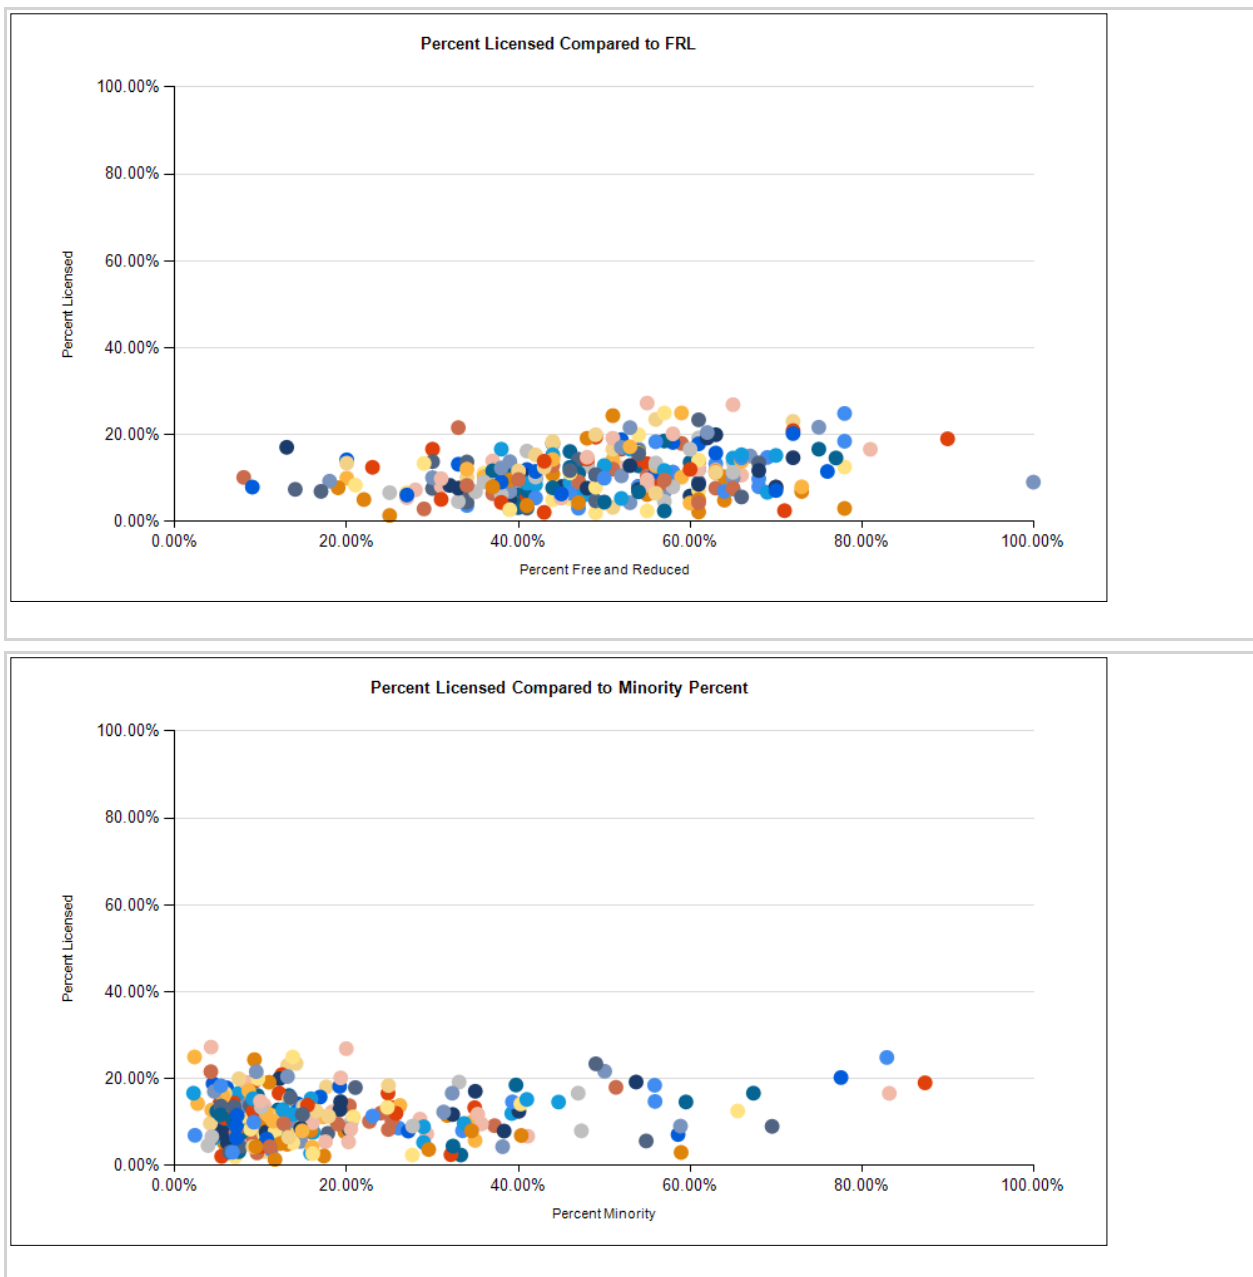 Percent Licensed Compared to FRL
100.00%
80.00%
60.00%
40.00%
20.00%
0.00%
Percent Licensed
0.00% 20.00% 40.00% 60.00% 80.00% 100.00%
Percent Free and Reduced
Percent Licensed Compared to Minority Percent
100.00%
80.00%
60.00%
40.00%
20.00%
0.00%
Percent Licensed
0.00% 20.00% 40.00% 60.00% 80.00% 100.00%
Percent Minority